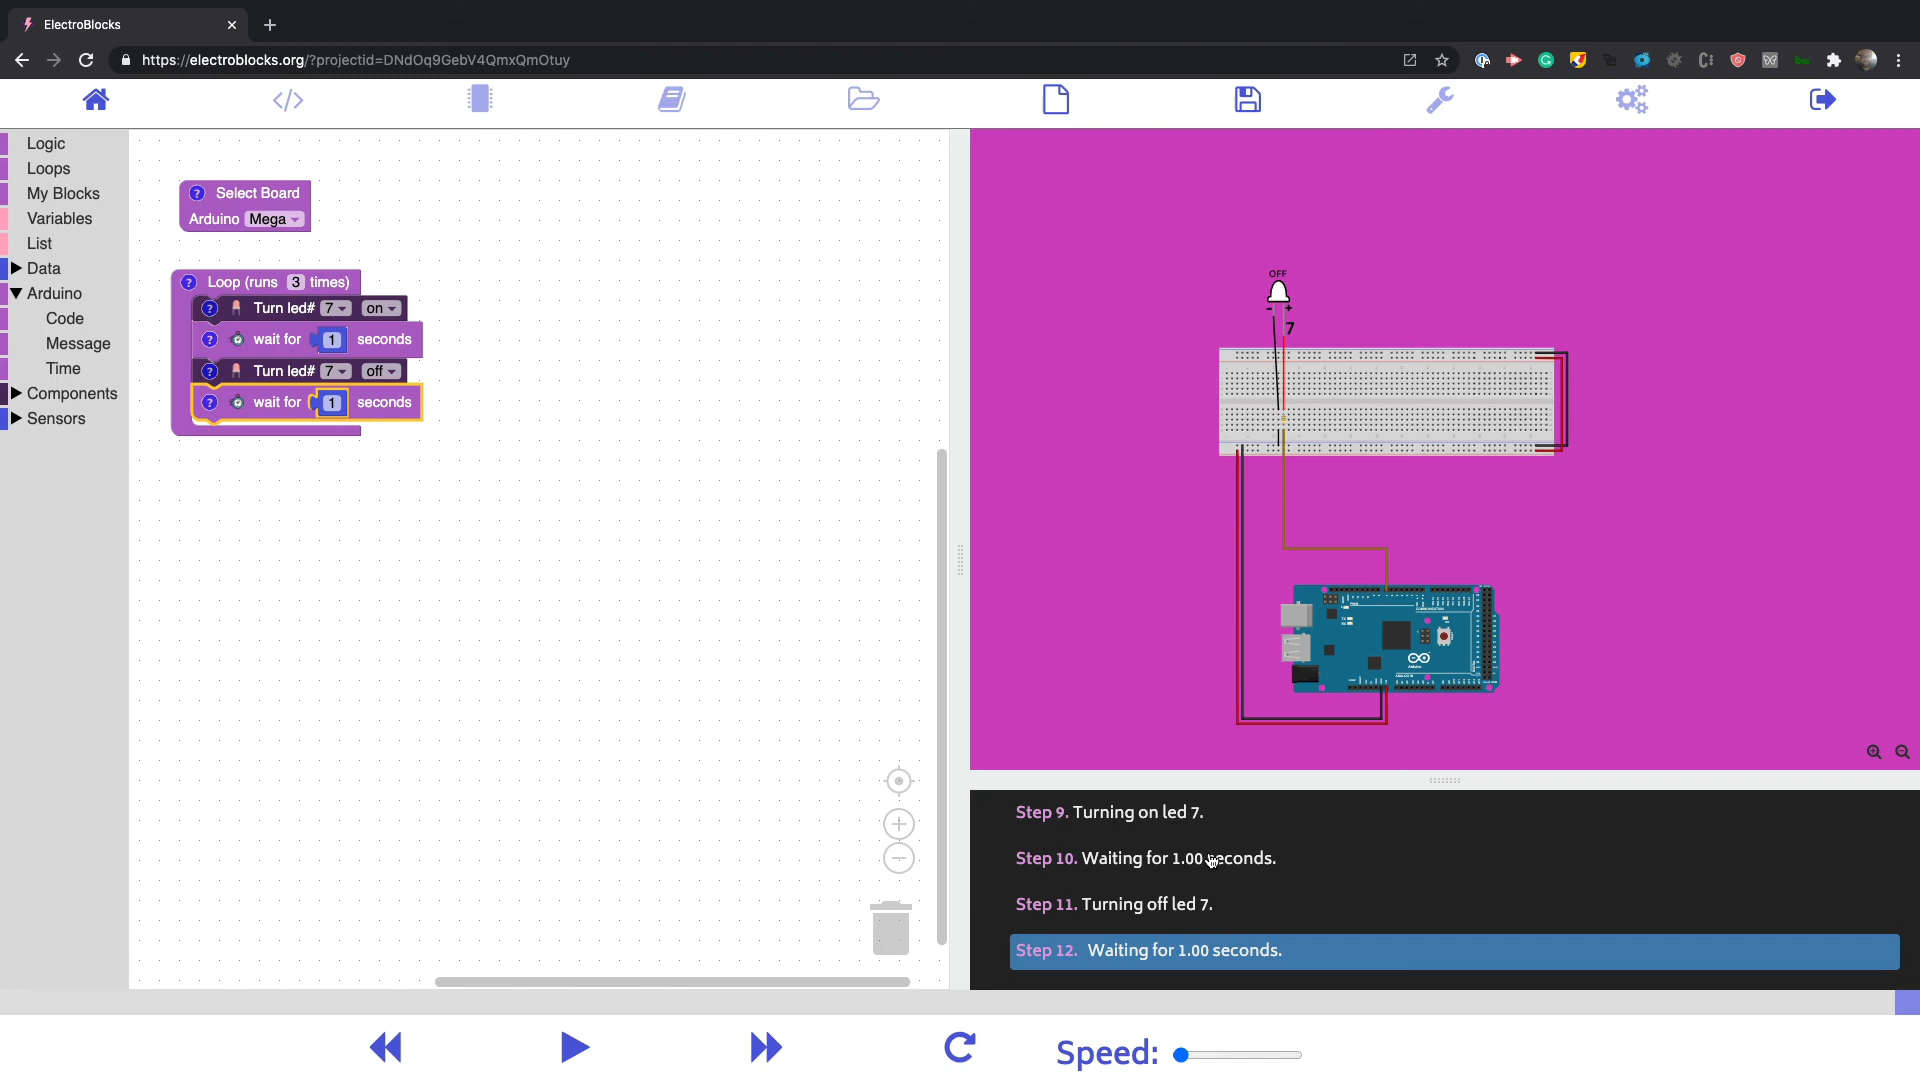 ElectroBlocks
https://electroblocks.org/?projectid=DNdOq9GebV4QmxQmOtuy
Logic
Loops
My Blocks
Variables
List
Data
Arduino
Code
Message
Time
Components
Sensors
? Select Board
Arduino Mega
? Loop (runs 3 times)
? Turn led# 7 on
? wait for 1 seconds
? Turn led# 7 off
? wait for 1 seconds
OFF
- +
7
Step 9. Turning on led 7.
Step 10. Waiting for 1.00 seconds.
Step 11. Turning off led 7.
Step 12. Waiting for 1.00 seconds.
Speed: